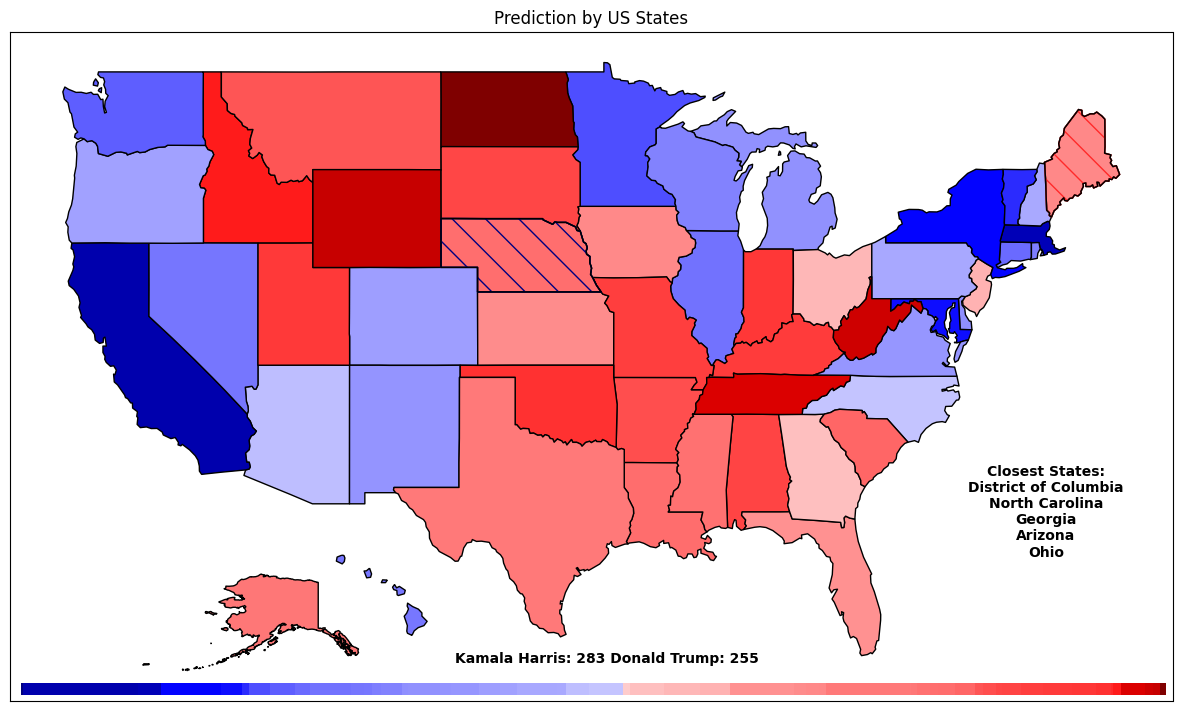 Prediction by US States
Closest States:
District of Columbia
North Carolina
Georgia
Arizona
Ohio
Kamala Harris: 283 Donald Trump: 255